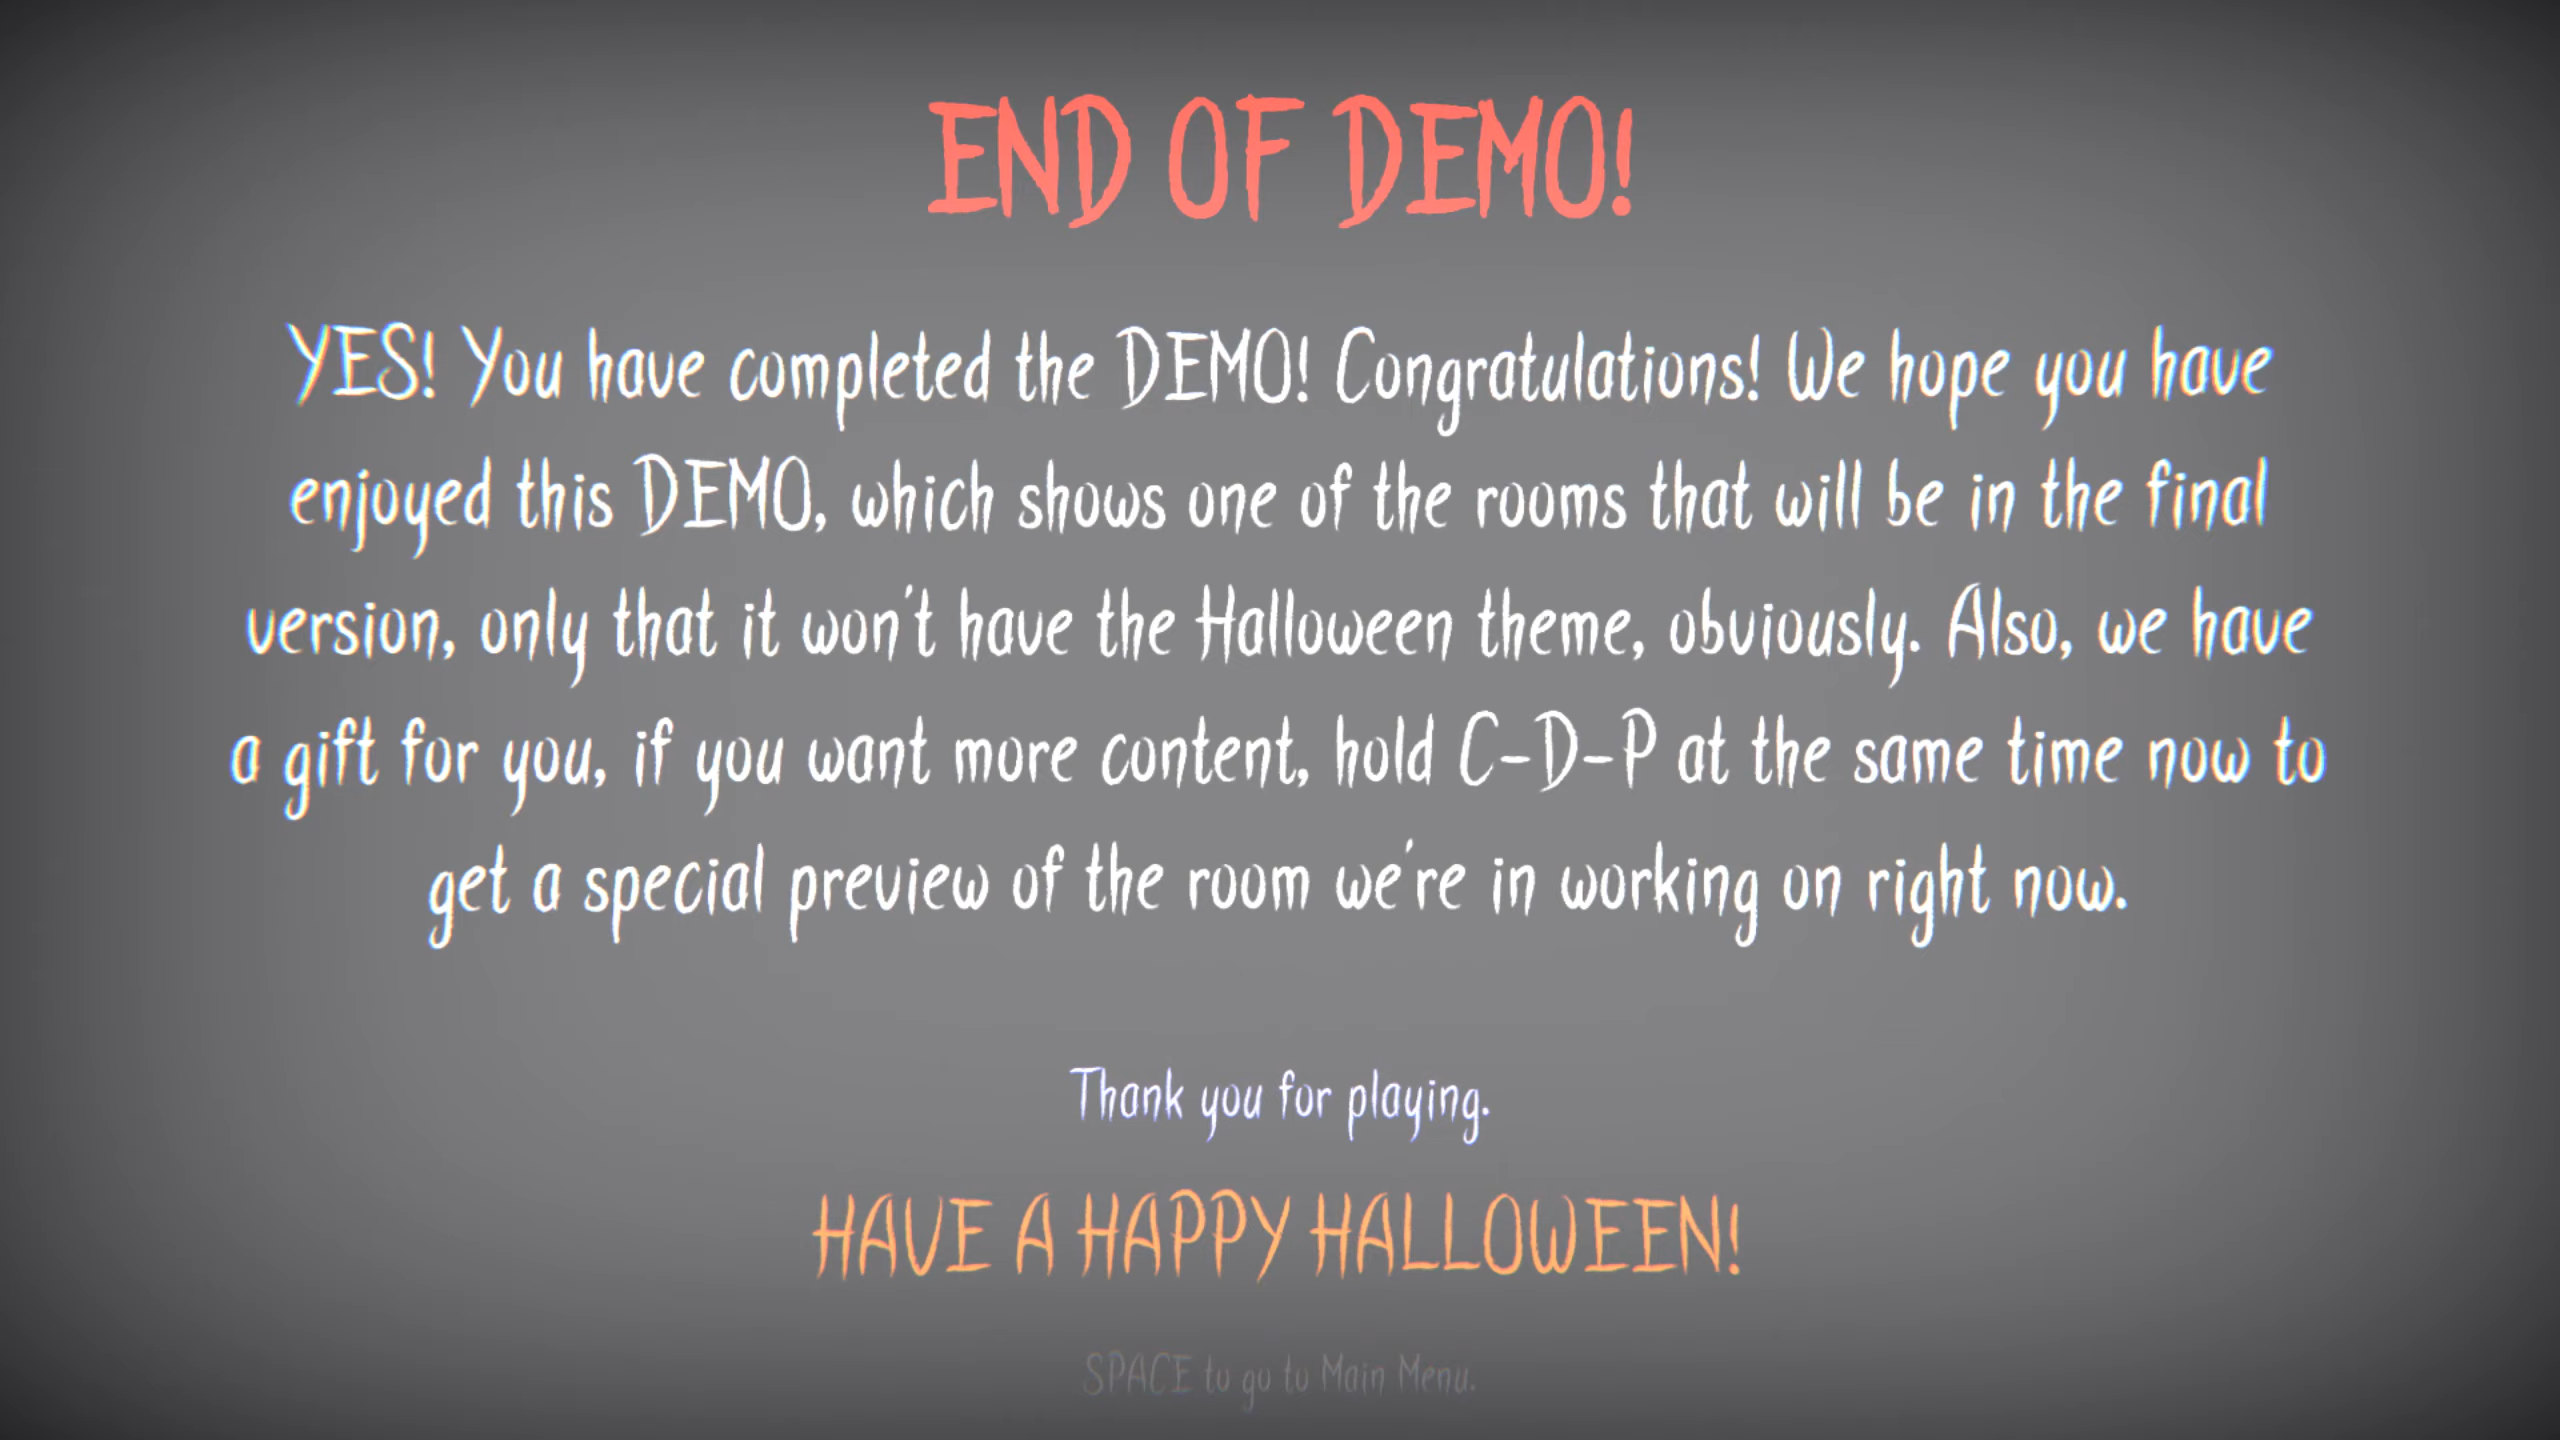 END OF DEMO!
YES! You have completed the DEMO! Congratulations! We hope you have
enjoyed this DEMO, which shows one of the rooms that will be in the final
version, only that it won't have the Halloween theme, obviously. Also, we have
a gift for you, if you want more content, hold C-D-P at the same time now to
get a special preview of the room we're in working on right now.
Thank you for playing.
HAVE A HAPPY HALLOWEEN!
SPACE to go to Main Menu.